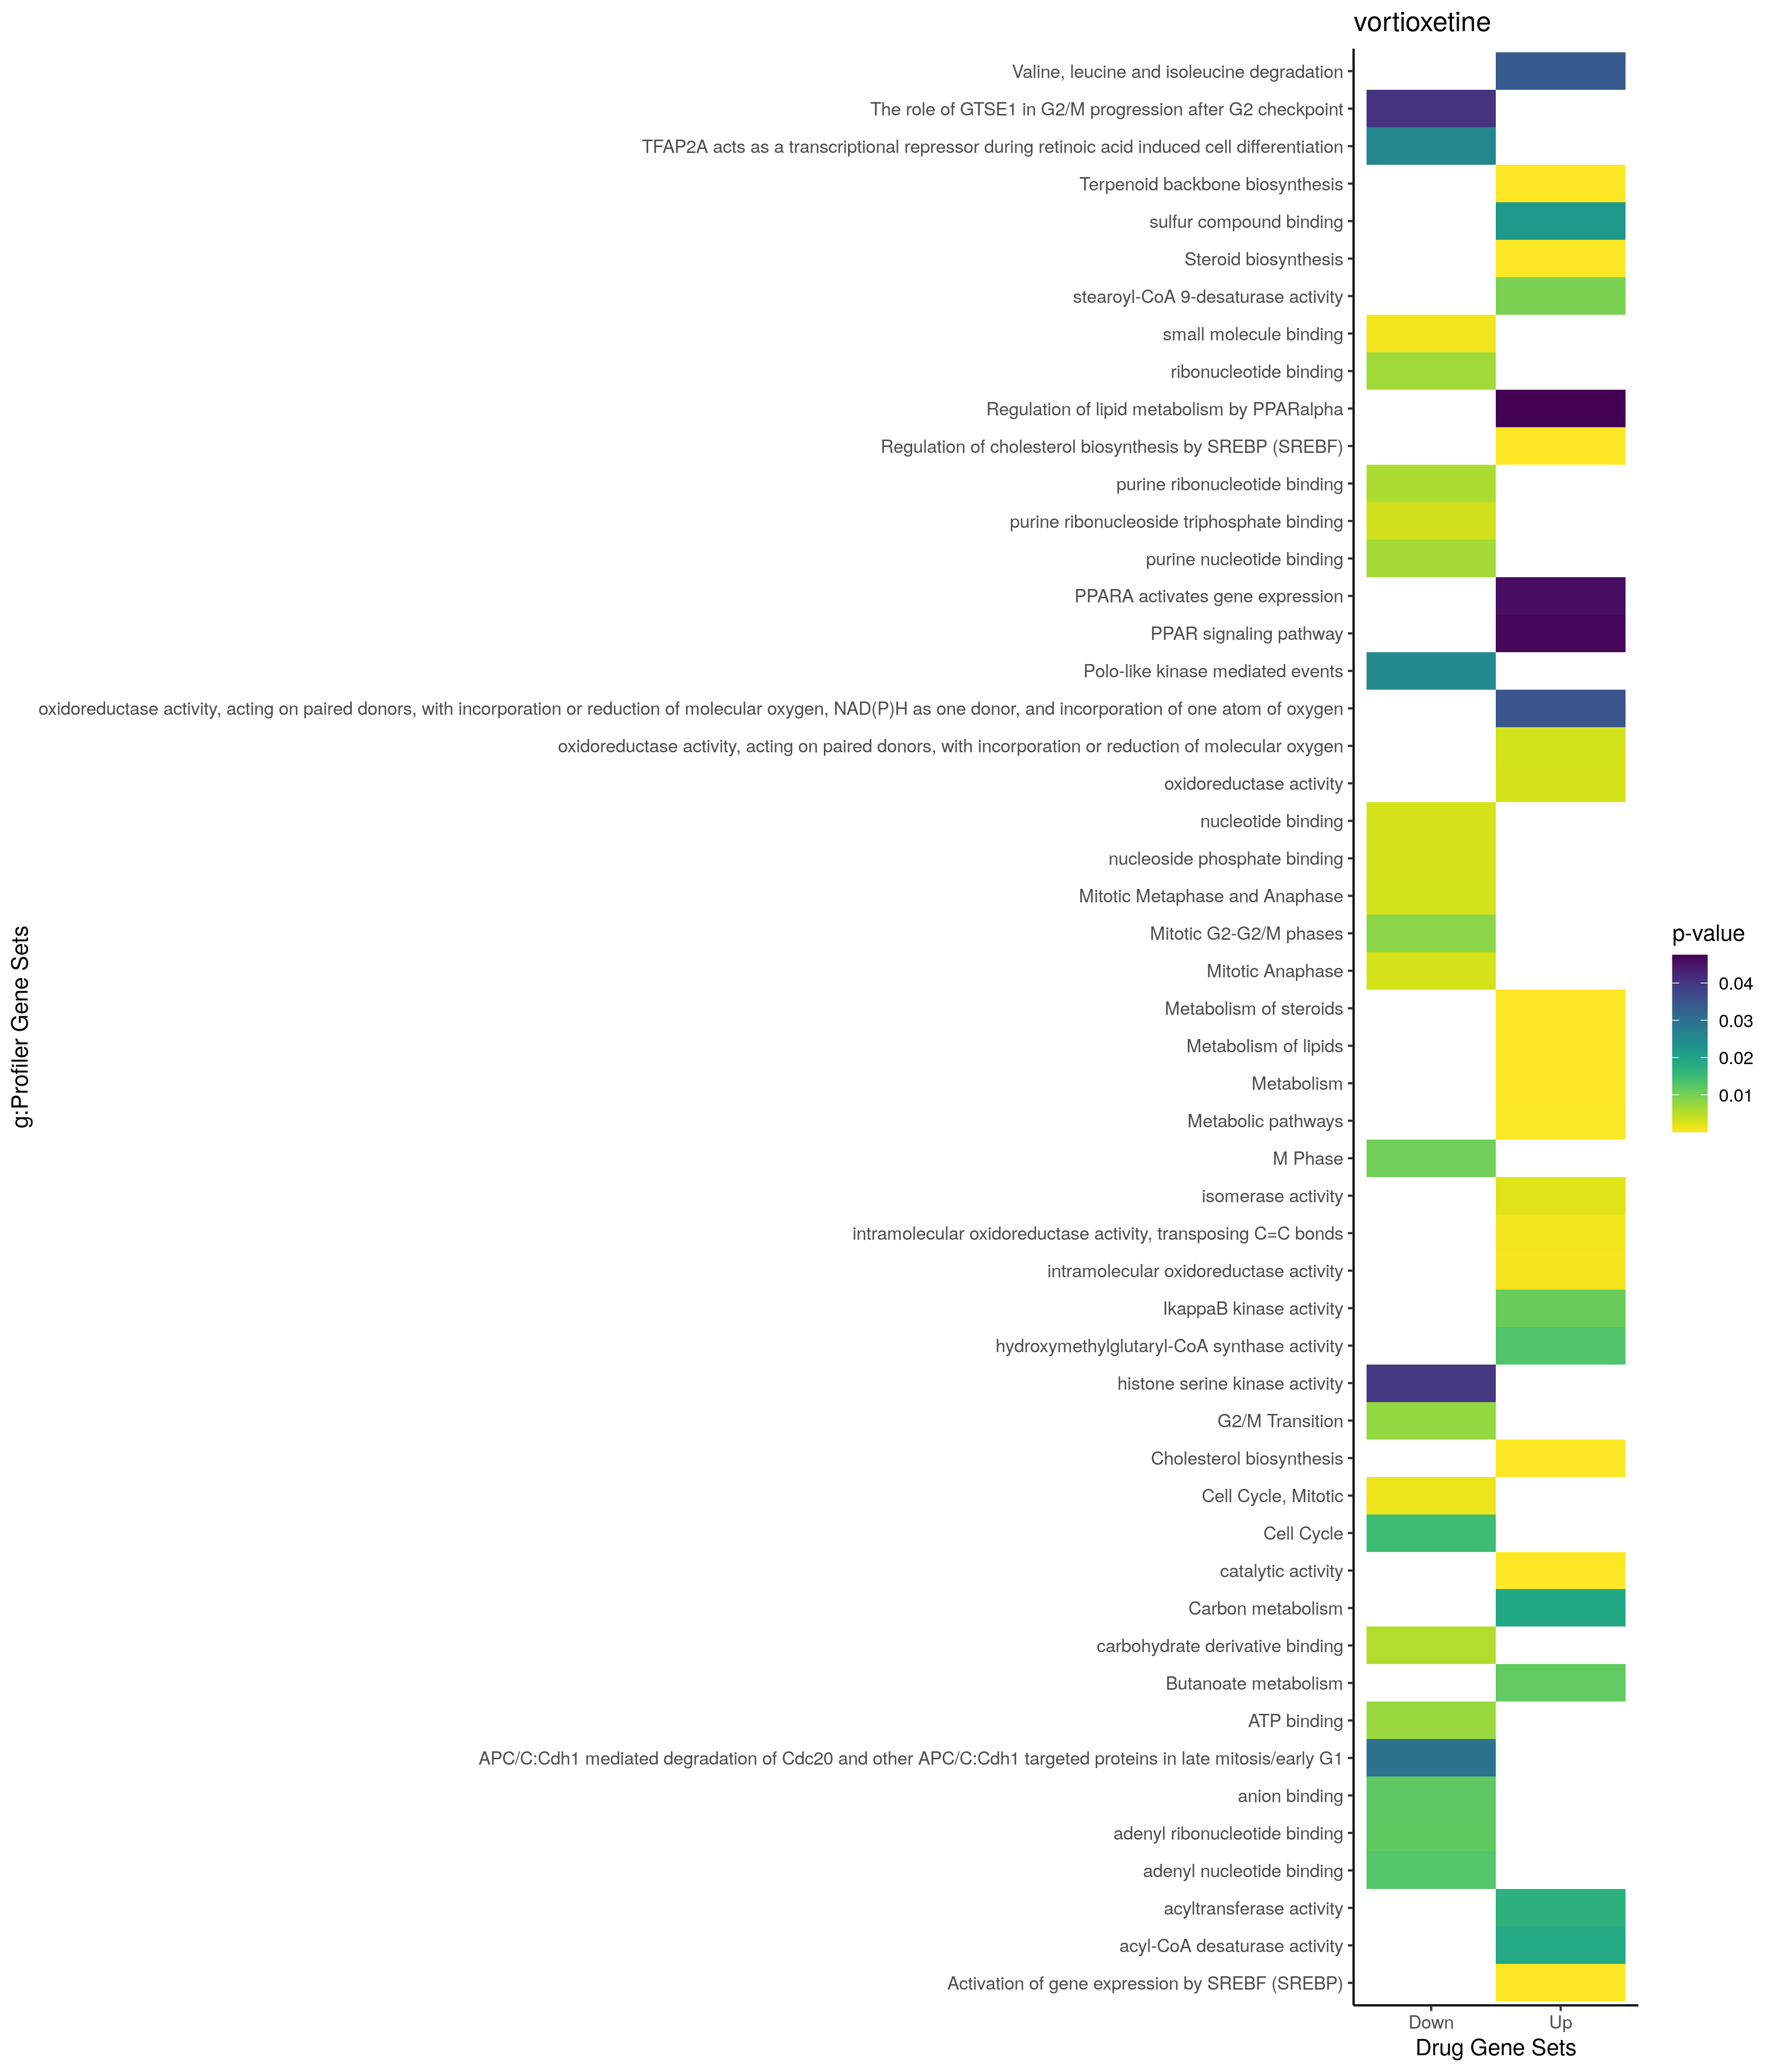 vortioxetine
Valine, leucine and isoleucine degradation
The role of GTSE1 in G2/M progression after G2 checkpoint
TFAP2A acts as a transcriptional repressor during retinoic acid induced cell differentiation
Terpenoid backbone biosynthesis
sulfur compound binding
Steroid biosynthesis
stearoyl-CoA 9-desaturase activity
small molecule binding
ribonucleotide binding
Regulation of lipid metabolism by PPARalpha
Regulation of cholesterol biosynthesis by SREBP (SREBF)
purine ribonucleotide binding
purine ribonucleoside triphosphate binding
purine nucleotide binding
PPARA activates gene expression
PPAR signaling pathway
Polo-like kinase mediated events
oxidoreductase activity, acting on paired donors, with incorporation or reduction of molecular oxygen, NAD(P)H as one donor, and incorporation of one atom of oxygen
oxidoreductase activity, acting on paired donors, with incorporation or reduction of molecular oxygen
oxidoreductase activity
nucleotide binding
nucleoside phosphate binding
Mitotic Metaphase and Anaphase
Mitotic G2-G2/M phases
Mitotic Anaphase
Metabolism of steroids
Metabolism of lipids
Metabolism
Metabolic pathways
M Phase
isomerase activity
intramolecular oxidoreductase activity, transposing C=C bonds
intramolecular oxidoreductase activity
IkappaB kinase activity
hydroxymethylglutaryl-CoA synthase activity
histone serine kinase activity
G2/M Transition
Cholesterol biosynthesis
Cell Cycle, Mitotic
Cell Cycle
catalytic activity
Carbon metabolism
carbohydrate derivative binding
Butanoate metabolism
ATP binding
APC/C:Cdh1 mediated degradation of Cdc20 and other APC/C:Cdh1 targeted proteins in late mitosis/early G1
anion binding
adenyl ribonucleotide binding
adenyl nucleotide binding
acyltransferase activity
acyl-CoA desaturase activity
Activation of gene expression by SREBF (SREBP)
g:Profiler Gene Sets
Down
Up
Drug Gene Sets
p-value
0.04
0.03
0.02
0.01